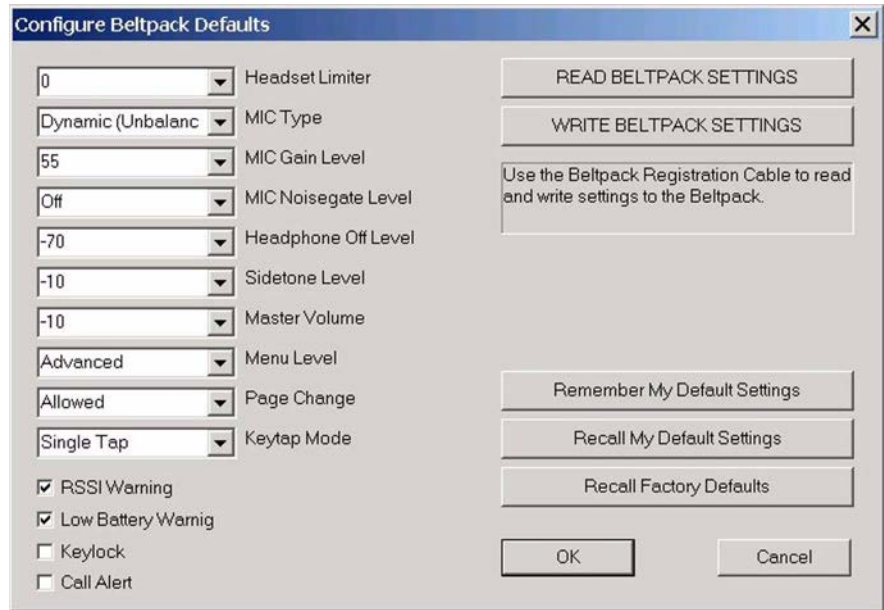 Configure Beltpack Defaults
0 Headset Limiter
Dynamic (Unbalanc MIC Type
55 MIC Gain Level
Off MIC Noisegate Level
-70 Headphone Off Level
-10 Sidetone Level
-10 Master Volume
Advanced Menu Level
Allowed Page Change
Single Tap Keytap Mode
RSSI Warning
Low Battery Warnig
Keylock
Call Alert
READ BELTPACK SETTINGS
WRITE BELTPACK SETTINGS
Use the Beltpack Registration Cable to read
and write settings to the Beltpack.
Remember My Default Settings
Recall My Default Settings
Recall Factory Defaults
OK Cancel